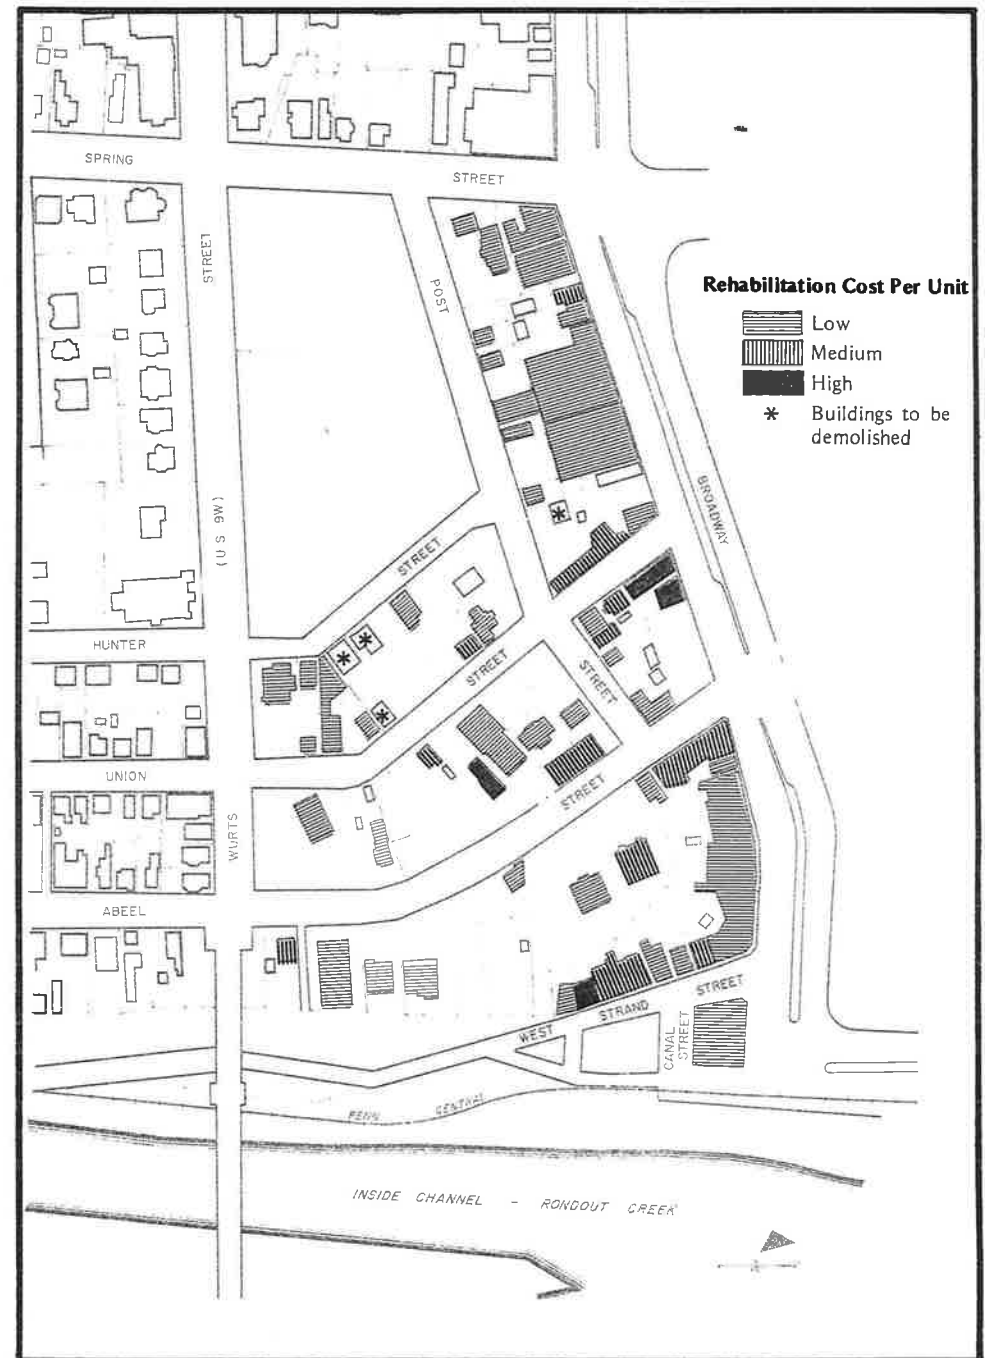 SPRING
STREET
STREET
POST
Rehabilitation Cost Per Unit
Low
Medium
High
* Buildings to be
demolished
BROADWAY
(U S 9W)
STREET
HUNTER
STREET
STREET
UNION
STREET
WURTS
ABEEL
STREET
STRAND
WEST
CANAL
STREET
PENN
CENTRAL
INSIDE CHANNEL - RONDOUT CREEK